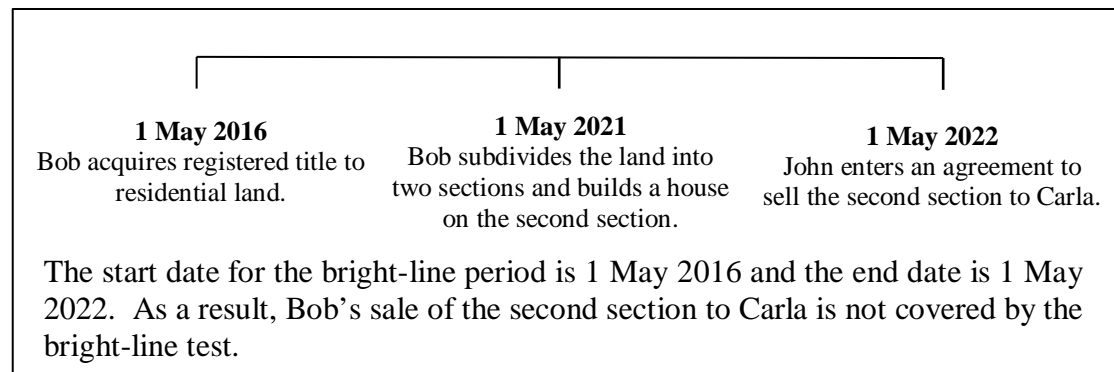 1 May 2016
Bob acquires registered title to
residential land.
1 May 2021
Bob subdivides the land into
two sections and builds a house
on the second section.
1 May 2022
John enters an agreement to
sell the second section to Carla.
The start date for the bright-line period is 1 May 2016 and the end date is 1 May
2022.  As a result, Bob’s sale of the second section to Carla is not covered by the
bright-line test.